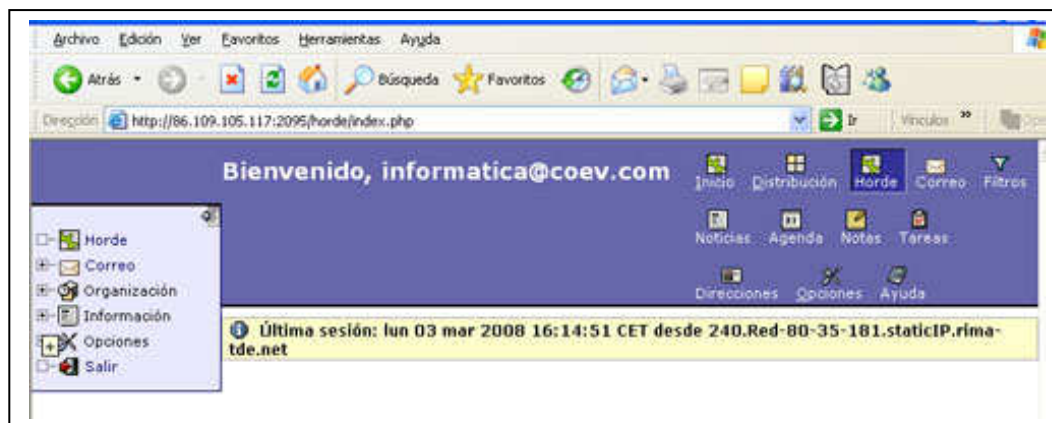 Archivo Edición Ver Favoritos Herramientas Ayuda
Atrás Búsqueda Favoritos
Dirección http://86.109.105.117:2095/horde/index.php Ir Vínculos »
Bienvenido, informatica@coev.com
Inicio Distribución Horde Correo Filtros
Noticias Agenda Notas Tareas
Direcciones Opciones Ayuda
Horde
Correo
Organización
Información
Opciones
Salir
Última sesión: lun 03 mar 2008 16:14:51 CET desde 240.Red-80-35-181.staticIP.rima-
tde.net